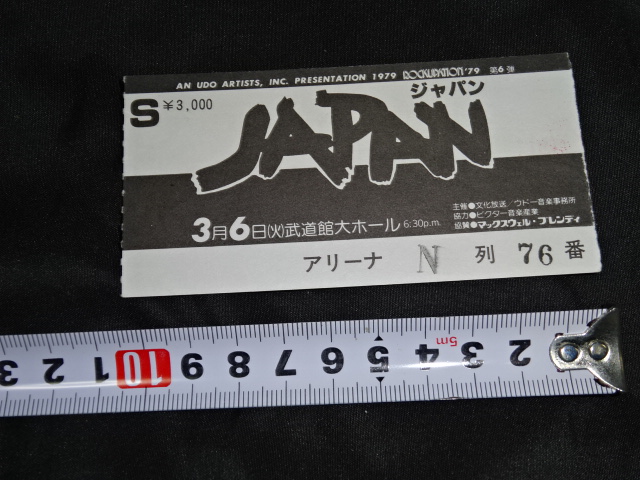 AN UDO ARTISTS, INC. PRESENTATION 1979 ROCKUPATION'79 第6弾
S ¥3,000
ジャパン
JAPAN
主催●文化放送/ウドー音楽事務所
協力●ビクター音楽産業
協賛●マックスウェル・ブレンディ
3月6日(火)武道館大ホール 6:30p.m.
アリーナ N 列 76 番
3 2 1 10 9 8 7 6 5 4 5m 3 2